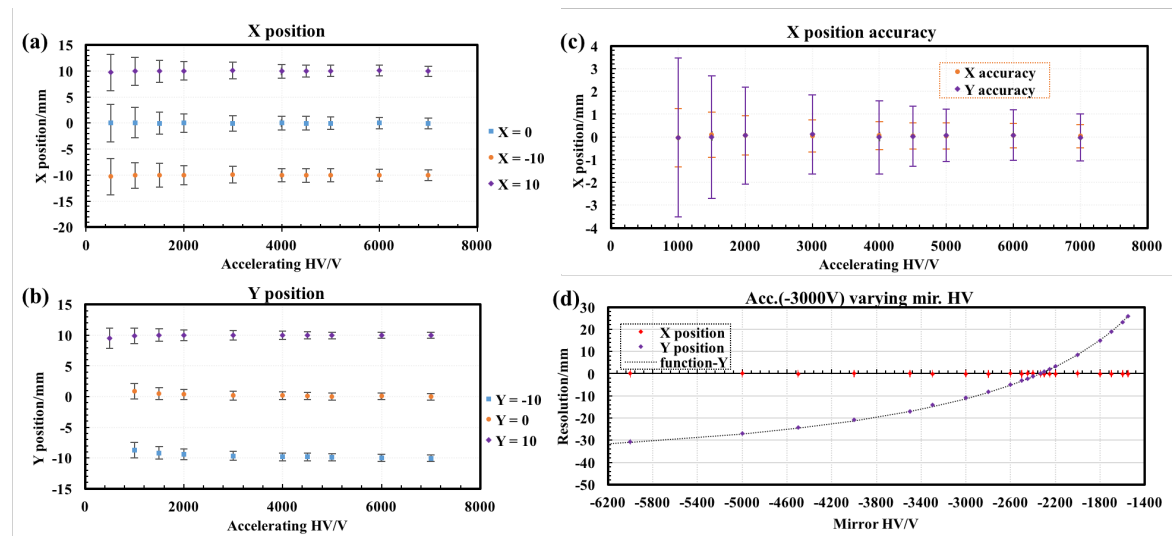 (a)
X position
15
10
5
0
-5
-10
-15
-20
X position/mm
0 2000 4000 6000 8000
Accelerating HV/V
X = 0
X = -10
X = 10
(b)
Y position
15
10
5
0
-5
-10
-15
Y position/mm
0 2000 4000 6000 8000
Accelerating HV/V
Y = -10
Y = 0
Y = 10
(c)
X position accuracy
4
3
2
1
0
-1
-2
-3
-4
X position/mm
0 1000 2000 3000 4000 5000 6000 7000 8000
Accelerating HV/V
X accuracy
Y accuracy
(d)
Acc.(-3000V) varying mir. HV
30
20
10
0
-10
-20
-30
-40
-50
Resolution/mm
-6200 -5800 -5400 -5000 -4600 -4200 -3800 -3400 -3000 -2600 -2200 -1800 -1400
Mirror HV/V
X position
Y position
function-Y